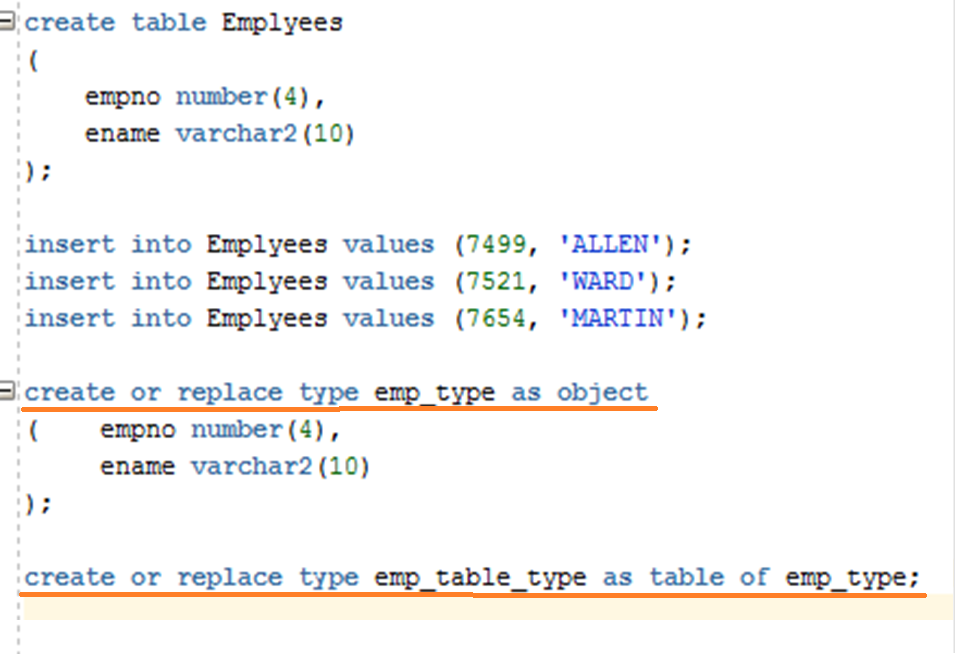 create table Emplyees
(
empno number(4),
ename varchar2(10)
);
insert into Emplyees values (7499, 'ALLEN');
insert into Emplyees values (7521, 'WARD');
insert into Emplyees values (7654, 'MARTIN');
create or replace type emp_type as object
( empno number(4),
ename varchar2(10)
);
create or replace type emp_table_type as table of emp_type;